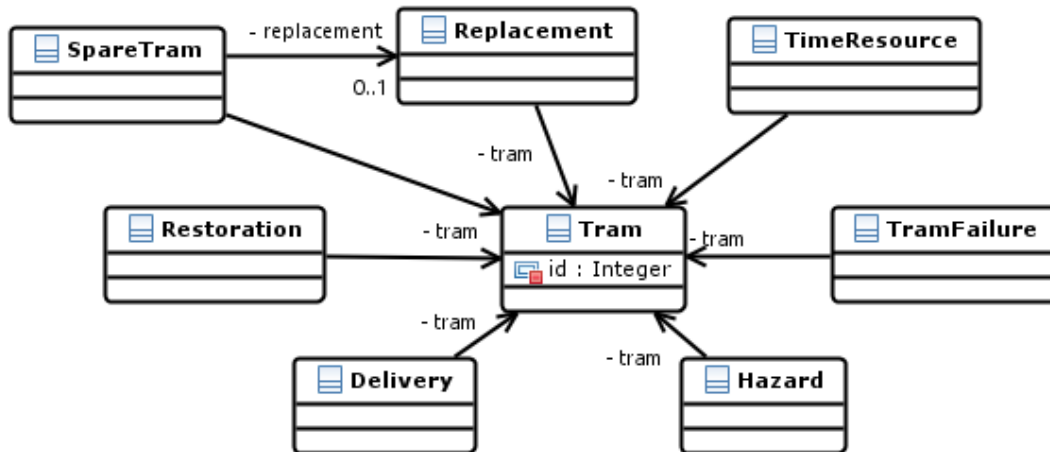 SpareTram
- replacement
0..1
Replacement
TimeResource
- tram
- tram
Restoration
- tram
Tram
id : Integer
- tram
TramFailure
- tram
- tram
Delivery
Hazard